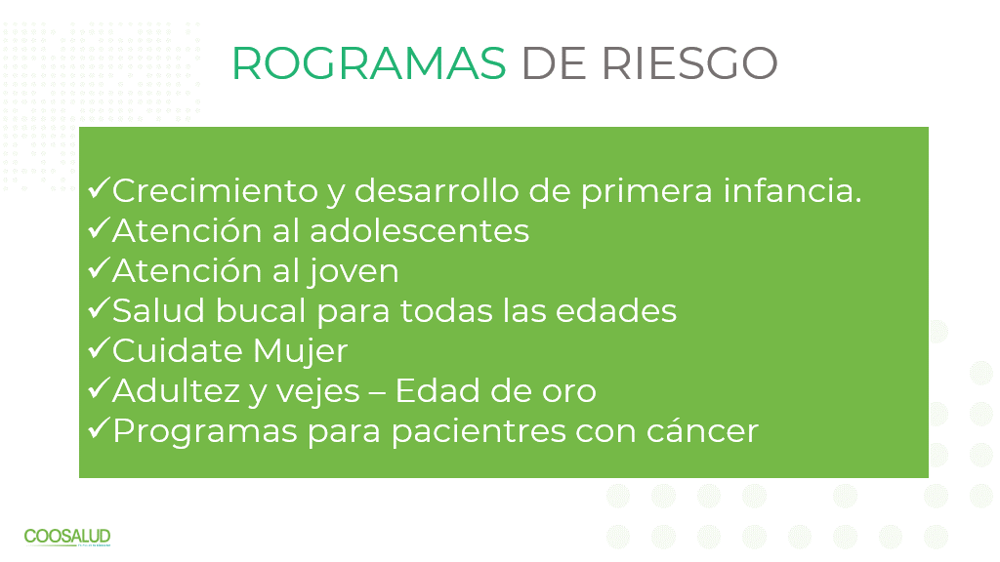 ROGRAMAS DE RIESGO
✓Crecimiento y desarrollo de primera infancia.
✓Atención al adolescentes
✓Atención al joven
✓Salud bucal para todas las edades
✓Cuidate Mujer
✓Adultez y vejes – Edad de oro
✓Programas para pacientres con cáncer
COOSALUD